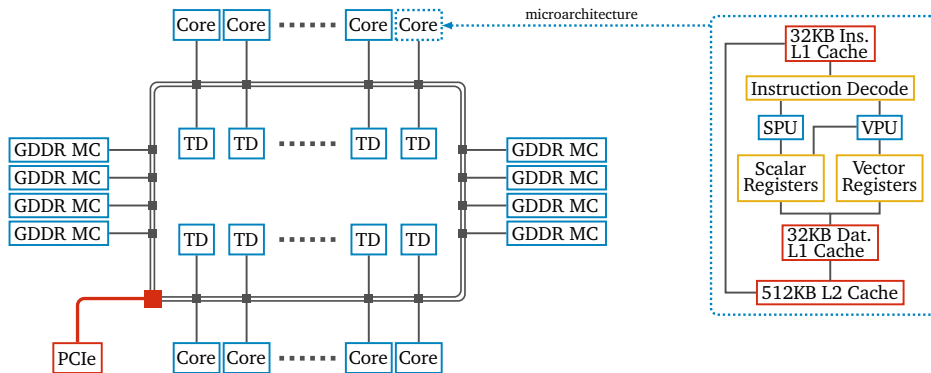 Core Core Core Core
microarchitecture
32KB Ins.
L1 Cache
Instruction Decode
SPU VPU
TD TD TD TD
GDDR MC GDDR MC
GDDR MC GDDR MC
GDDR MC GDDR MC
GDDR MC GDDR MC
Scalar
Registers
Vector
Registers
TD TD TD TD
32KB Dat.
L1 Cache
512KB L2 Cache
PCIe
Core Core Core Core